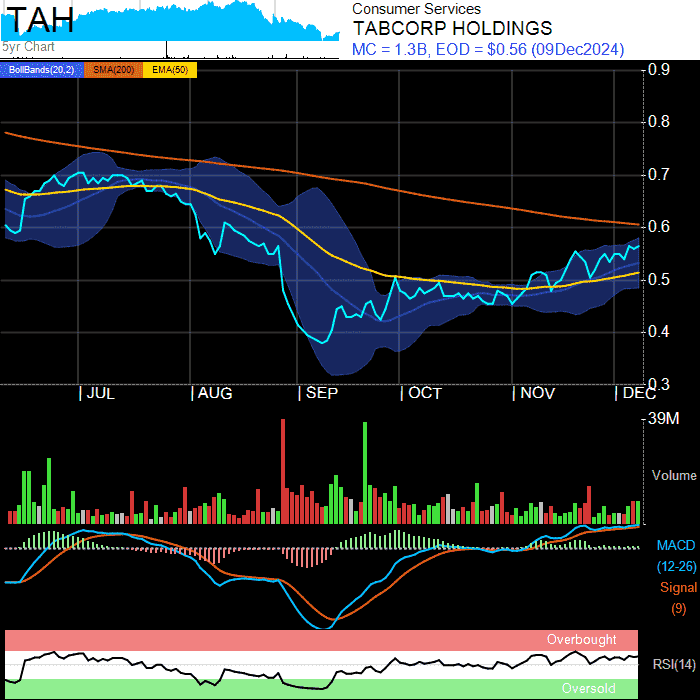 TAH
5yr Chart
Consumer Services
TABCORP HOLDINGS
MC = 1.3B, EOD = $0.56 (09Dec2024)
BollBands(20,2) SMA(200) EMA(50)
0.9
0.8
0.7
0.6
0.5
0.4
0.3
JUL AUG SEP OCT NOV DEC
39M
Volume
MACD
(12-26)
Signal
(9)
Overbought
RSI(14)
Oversold